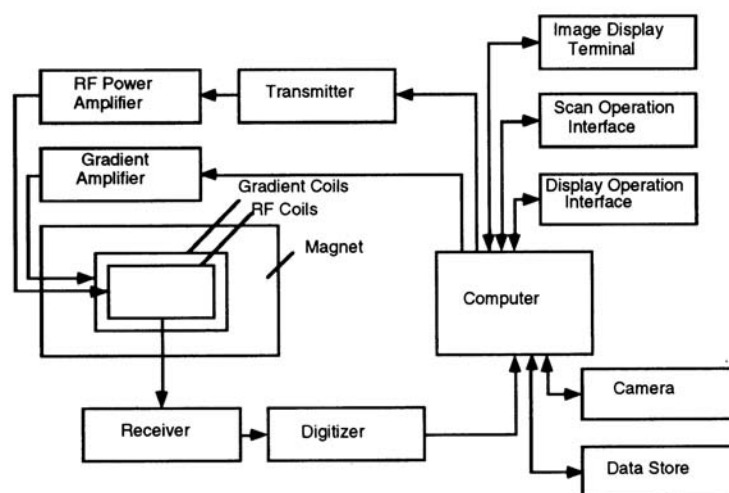 Image Display
Terminal
RF Power
Amplifier
Transmitter
Scan Operation
Interface
Gradient
Amplifier
Gradient Coils
RF Coils
Display Operation
Interface
Magnet
Computer
Camera
Receiver
Digitizer
Data Store